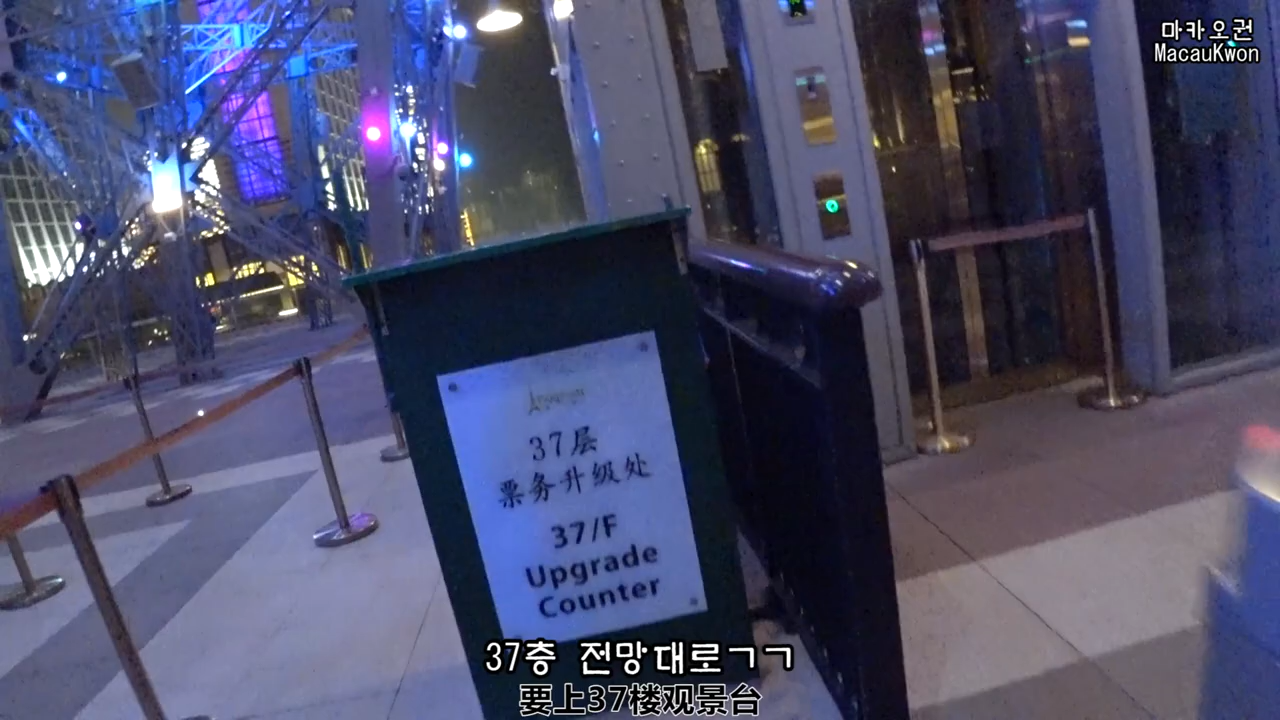 마카오권
MacauKwon
37层
票务升级处
37/F
Upgrade
Counter
37층 전망대로ㄱㄱ
要上37楼观景台